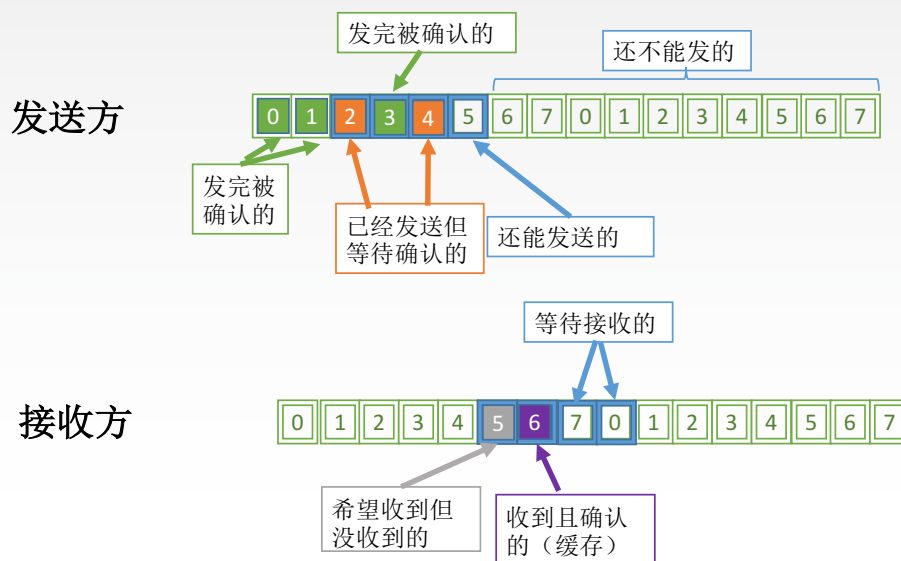 发完被确认的
还不能发的
发送方
0 1 2 3 4 5 6 7 0 1 2 3 4 5 6 7
发完被
确认的
已经发送但
等待确认的
还能发送的
等待接收的
接收方
0 1 2 3 4 5 6 7 0 1 2 3 4 5 6 7
希望收到但
没收到的
收到且确认
的（缓存）